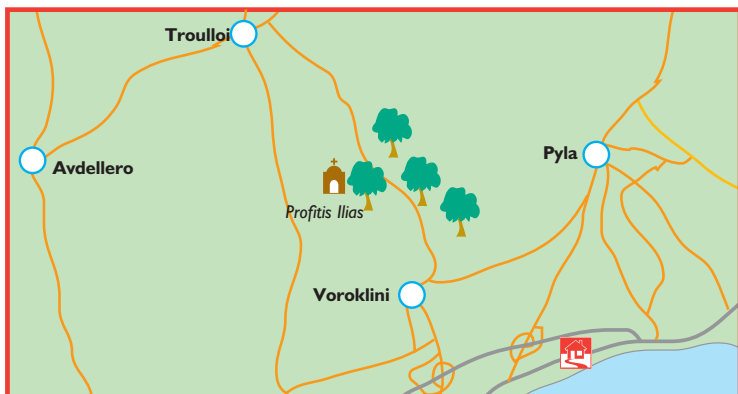 Troulloi
Pyla
Avdellero
Profitis Ilias
Voroklini